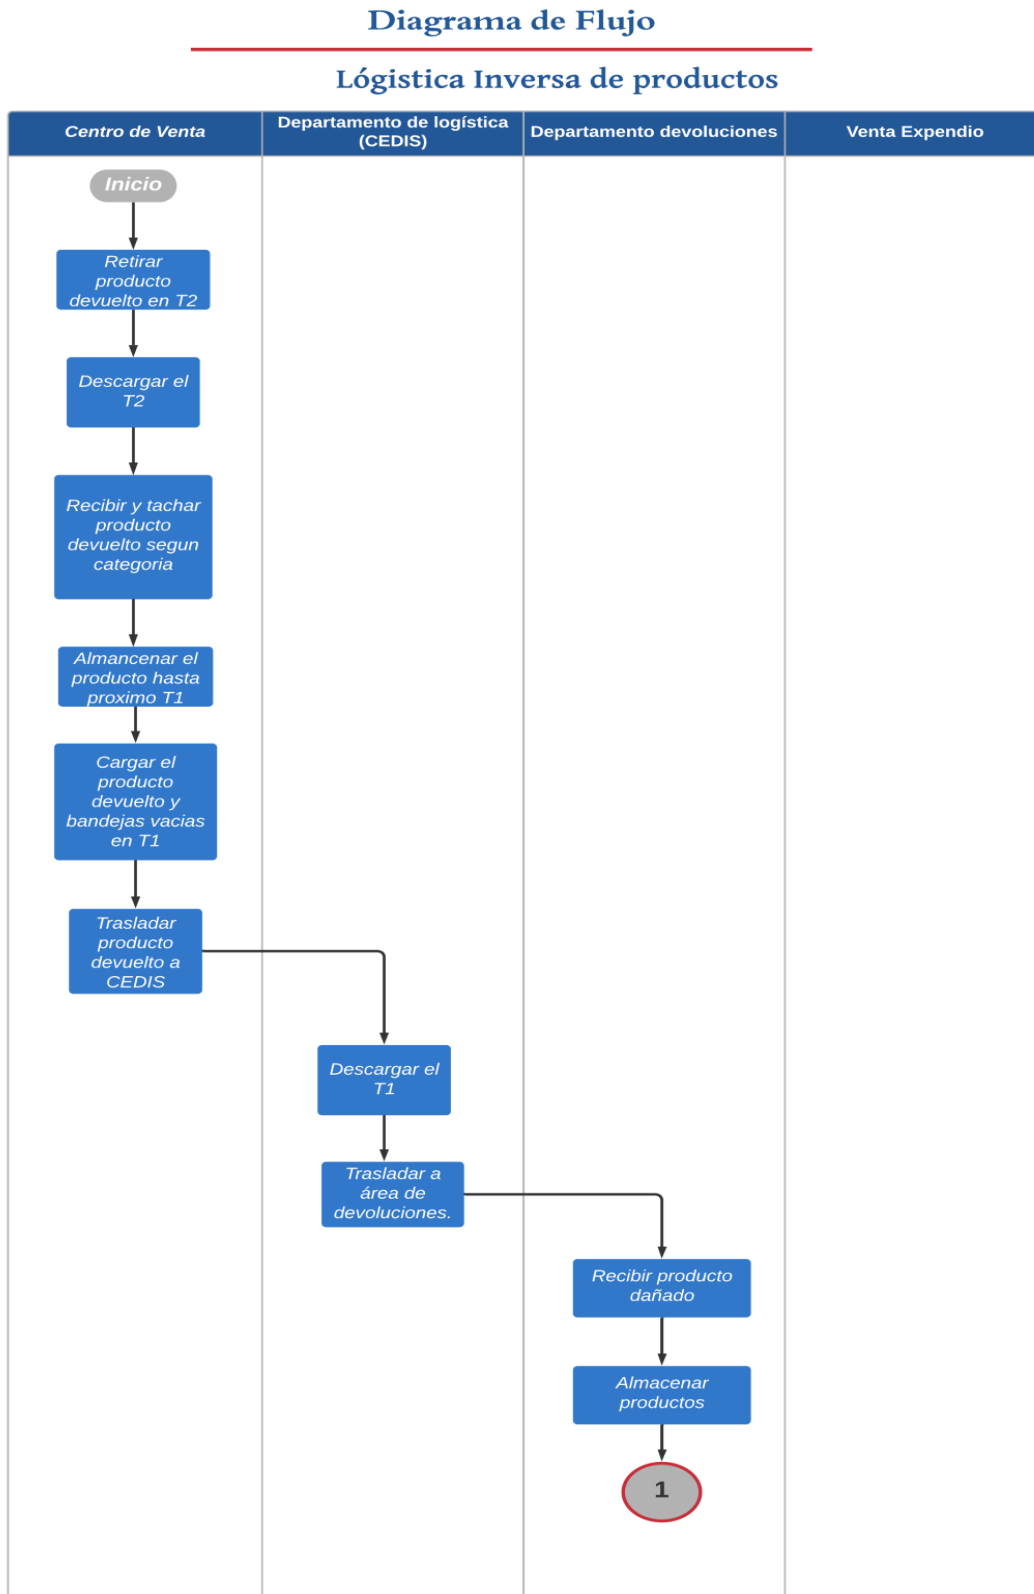 Diagrama de Flujo
Lógistica Inversa de productos
Centro de Venta
Departamento de logística
(CEDIS)
Departamento devoluciones
Venta Expendio
Inicio
Retirar
producto
devuelto en T2
Descargar el
T2
Recibir y tachar
producto
devuelto segun
categoria
Almancenar el
producto hasta
proximo T1
Cargar el
producto
devuelto y
bandejas vacias
en T1
Trasladar
producto
devuelto a
CEDIS
Descargar el
T1
Trasladar a
área de
devoluciones.
Recibir producto
dañado
Almacenar
productos
1